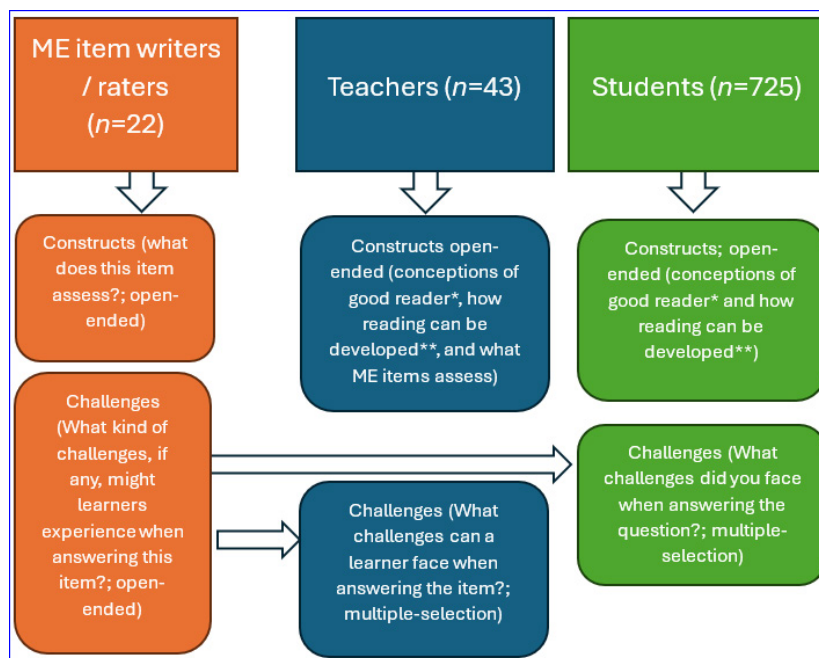 ME item writers
/ raters
(n=22)
Teachers (n=43)
Students (n=725)
Constructs (what
does this item
assess?; open-
ended)
Constructs open-
ended (conceptions of
good reader*, how
reading can be
developed**, and what
ME items assess)
Constructs; open-
ended (conceptions of
good reader* and how
reading can be
developed**)
Challenges
(What kind of
challenges, if
any, might
learners
experience when
answering this
item?; open-
ended)
Challenges (What
challenges can a
learner face when
answering the item?;
multiple-selection)
Challenges (What
challenges did you face
when answering the
question?; multiple-
selection)